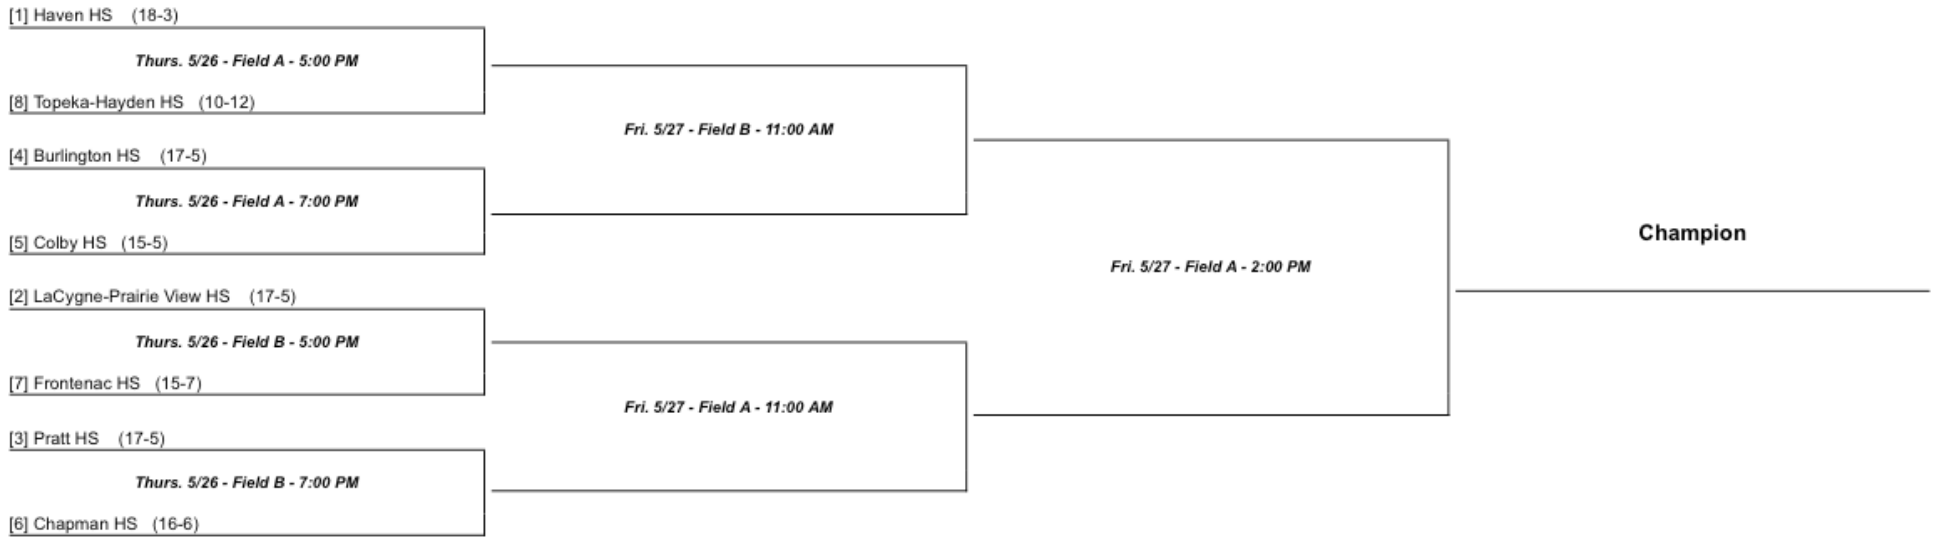 [1] Haven HS (18-3)
Thurs. 5/26 - Field A - 5:00 PM
[8] Topeka-Hayden HS (10-12)
Fri. 5/27 - Field B - 11:00 AM
[4] Burlington HS (17-5)
Thurs. 5/26 - Field A - 7:00 PM
[5] Colby HS (15-5)
Champion
Fri. 5/27 - Field A - 2:00 PM
[2] LaCygne-Prairie View HS (17-5)
Thurs. 5/26 - Field B - 5:00 PM
[7] Frontenac HS (15-7)
Fri. 5/27 - Field A - 11:00 AM
[3] Pratt HS (17-5)
Thurs. 5/26 - Field B - 7:00 PM
[6] Chapman HS (16-6)